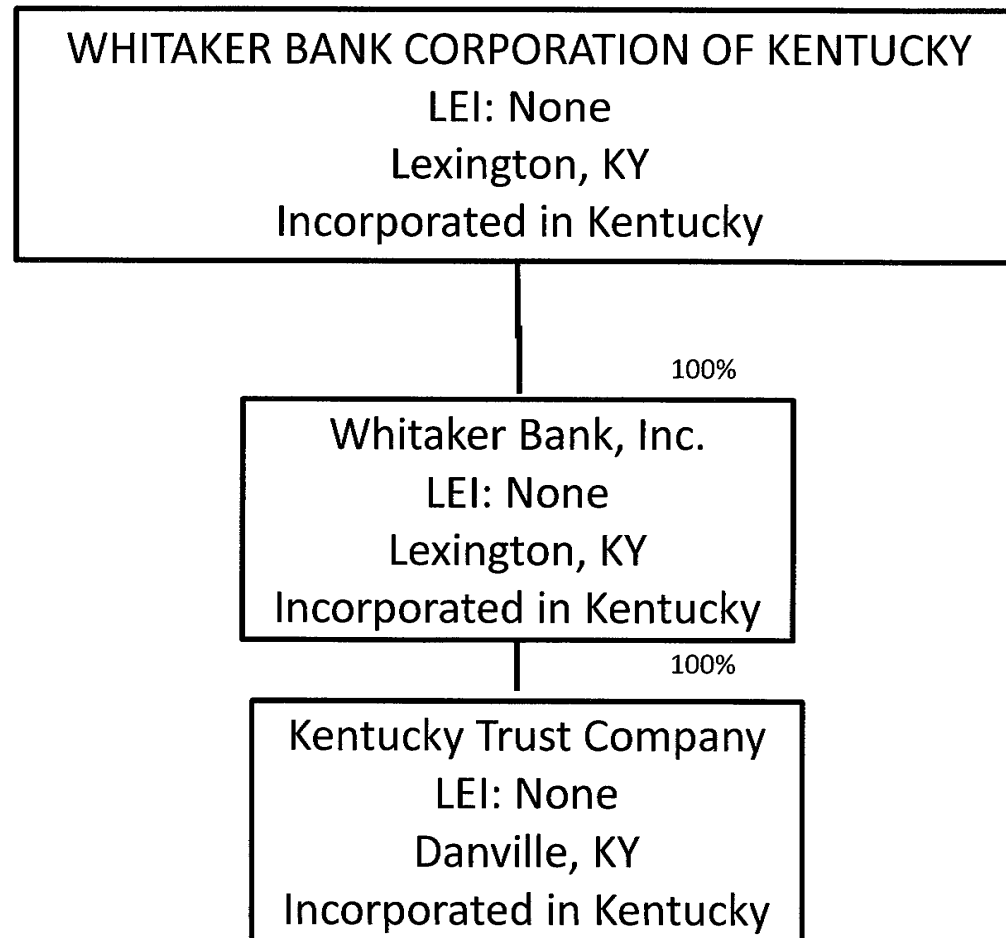 WHITAKER BANK CORPORATION OF KENTUCKY
LEI: None
Lexington, KY
Incorporated in Kentucky
100%
Whitaker Bank, Inc.
LEI: None
Lexington, KY
Incorporated in Kentucky
100%
Kentucky Trust Company
LEI: None
Danville, KY
Incorporated in Kentucky